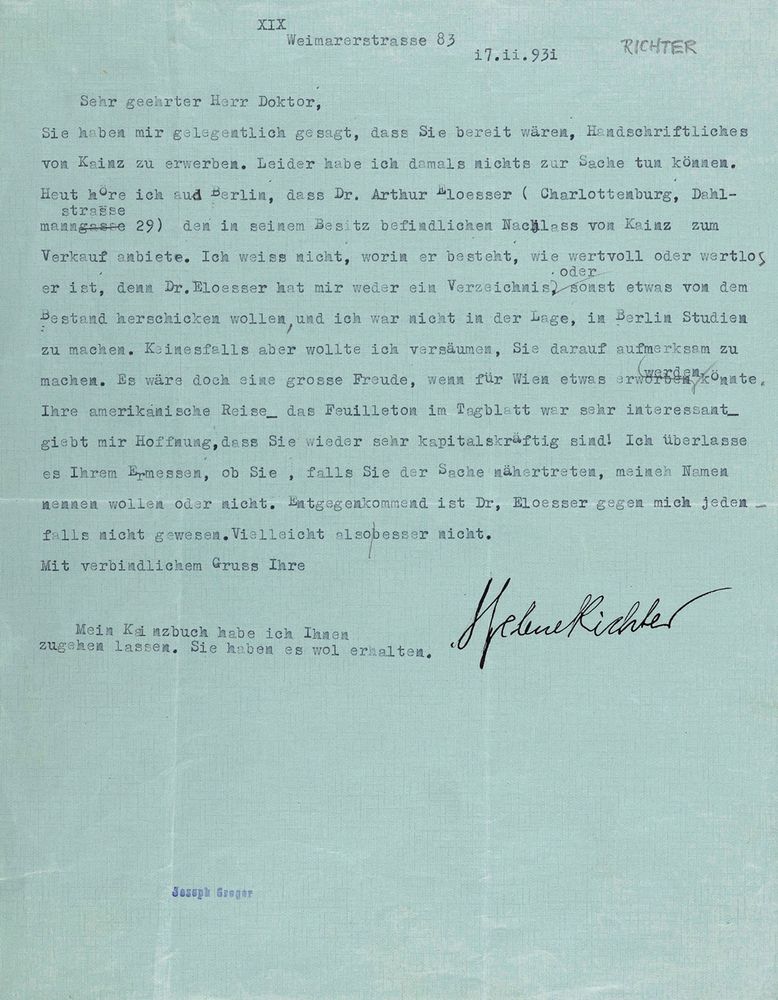 XIX
Weimarerstrasse 83
RICHTER
i7.ii.93i
Sehr geehrter Herr Doktor,
Sie haben mir gelegentlich gesagt, dass Sie bereit wären, Handschriftliches
von Kainz zu erwerben. Leider habe ich damals nichts zur Sache tun können.
Heut höre ich aud Berlin, dass Dr. Arthur Eloesser ( Charlottenburg, Dahl-
strasse
manngasse 29) den in seinem Besitz befindlichen Nachlass von Kainz zum
Verkauf anbiete. Ich weiss nicht, worin er besteht, wie wertvoll oder wertlos
oder
er ist, denn Dr.Eloesser hat mir weder ein Verzeichnis, sonst etwas von dem
Bestand herschicken wollen,und ich war nicht in der Lage, in Berlin Studien
zu machen. Keinesfalls aber wollte ich versäumen, Sie darauf aufmerksam zu
werden
machen. Es wäre doch eine grosse Freude, wenn für Wien etwas erworben könnte.
Ihre amerikanische Reise_ das Feuilleton im Tagblatt war sehr interessant_
giebt mir Hoffnung,dass Sie wieder sehr kapitalskräftig sind! Ich überlasse
es Ihrem Ermessen, ob Sie , falls Sie der Sache nähertreten, meineh Namen
nennen wollen oder nicht. Entgegenkommend ist Dr, Eloesser gegen mich jeden_
falls nicht gewesen.Vielleicht also|besser nicht.
Mit verbindlichem Gruss Ihre
Helene Richter
Mein Kainzbuch habe ich Ihnen
zugehen lassen. Sie haben es wol erhalten.
Joseph Gregor